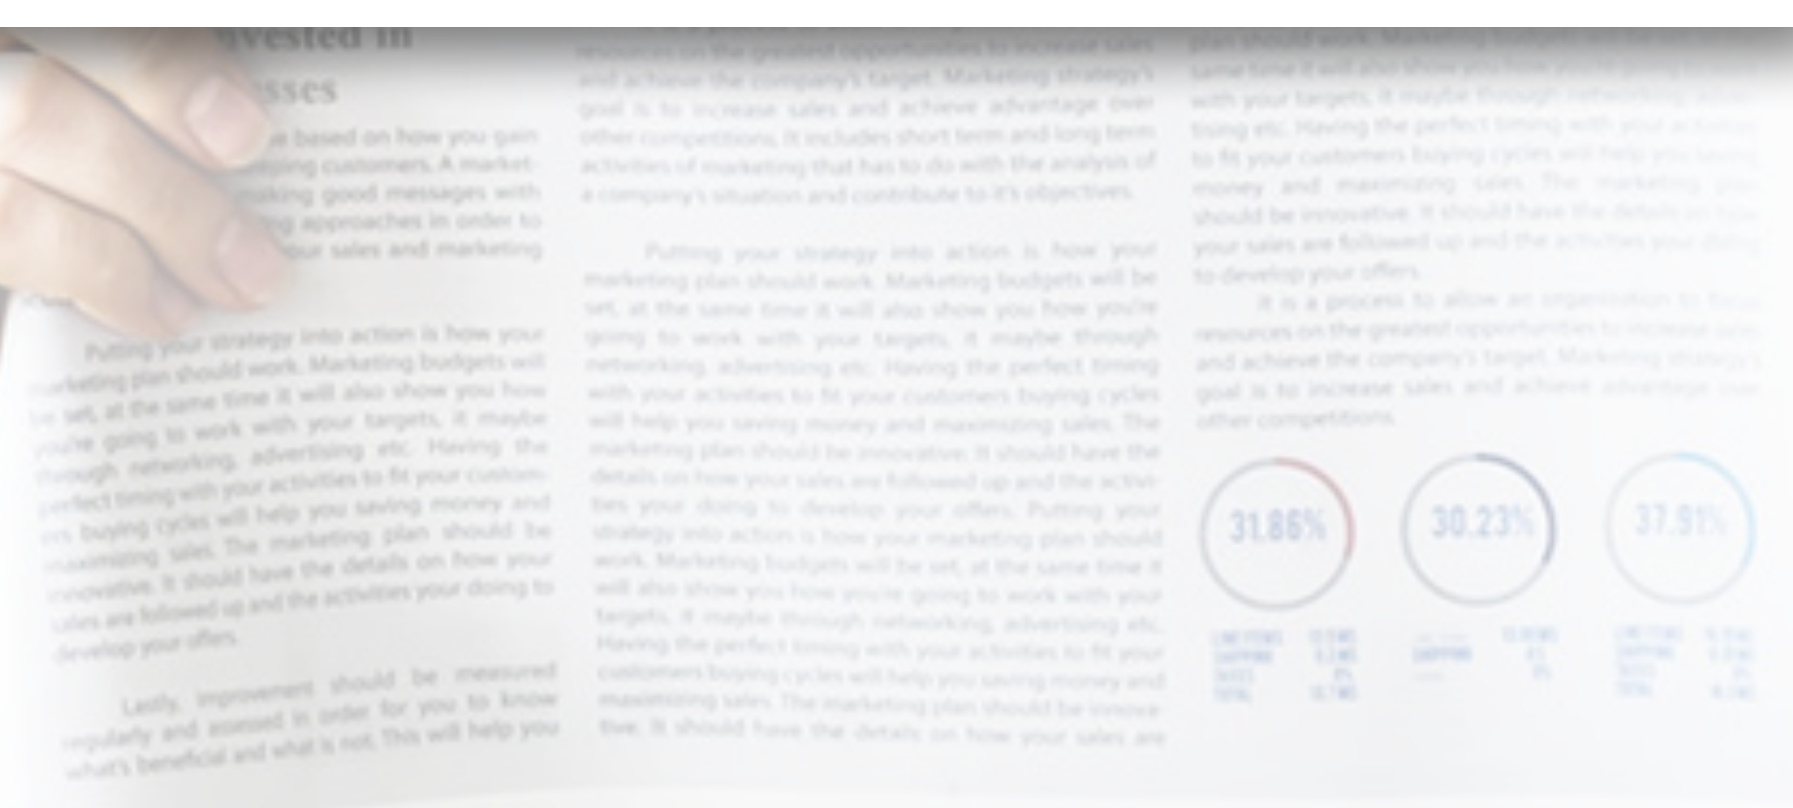 vested in
sses
e based on how you gain
ping customers. A market-
aking good messages with
ng approaches in order to
our sales and marketing
Putting your strategy into action is how your
marketing plan should work. Marketing budgets will
be set, at the same time it will also show you how
you're going to work with your targets, it maybe
through networking, advertising etc. Having the
perfect timing with your activities to fit your custom-
ers buying cycles will help you saving money and
maximizing sales. The marketing plan should be
innovative. It should have the details on how your
sales are followed up and the activities your doing to
develop your offers.
Lastly, improvement should be measured
regularly and assessed in order for you to know
what's beneficial and what is not. This will help you
resources on the greatest opportunities to increase sales
and achieve the company's target. Marketing strategy's
goal is to increase sales and achieve advantage over
other competitions, it includes short term and long term
activities of marketing that has to do with the analysis of
a company's situation and contribute to it's objectives.
Putting your strategy into action is how your
marketing plan should work. Marketing budgets will be
set, at the same time it will also show you how you're
going to work with your targets, it maybe through
networking, advertising etc. Having the perfect timing
with your activities to fit your customers buying cycles
will help you saving money and maximizing sales. The
marketing plan should be innovative. It should have the
details on how your sales are followed up and the activi-
ties your doing to develop your offers. Putting your
strategy into action is how your marketing plan should
work. Marketing budgets will be set, at the same time it
will also show you how you're going to work with your
targets, it maybe through networking, advertising etc.
Having the perfect timing with your activities to fit your
customers buying cycles will help you saving money and
maximizing sales. The marketing plan should be innova-
tive. It should have the details on how your sales are
plan should work. Marketing budgets will be
same time it will also show you how you're going
with your targets, it maybe through networking, adver-
tising etc. Having the perfect timing with your activities
to fit your customers buying cycles will help you saving
money and maximizing sales. The marketing plan
should be innovative. It should have the details on how
your sales are followed up and the activities your doing
to develop your offers.
It is a process to allow an organization to
resources on the greatest opportunities to increase sales
and achieve the company's target. Marketing strategy's
goal is to increase sales and achieve advantage over
other competitions.
31.86% 30.23% 37.91%
SHIPPING
TAXES
TOTAL
SHIPPING